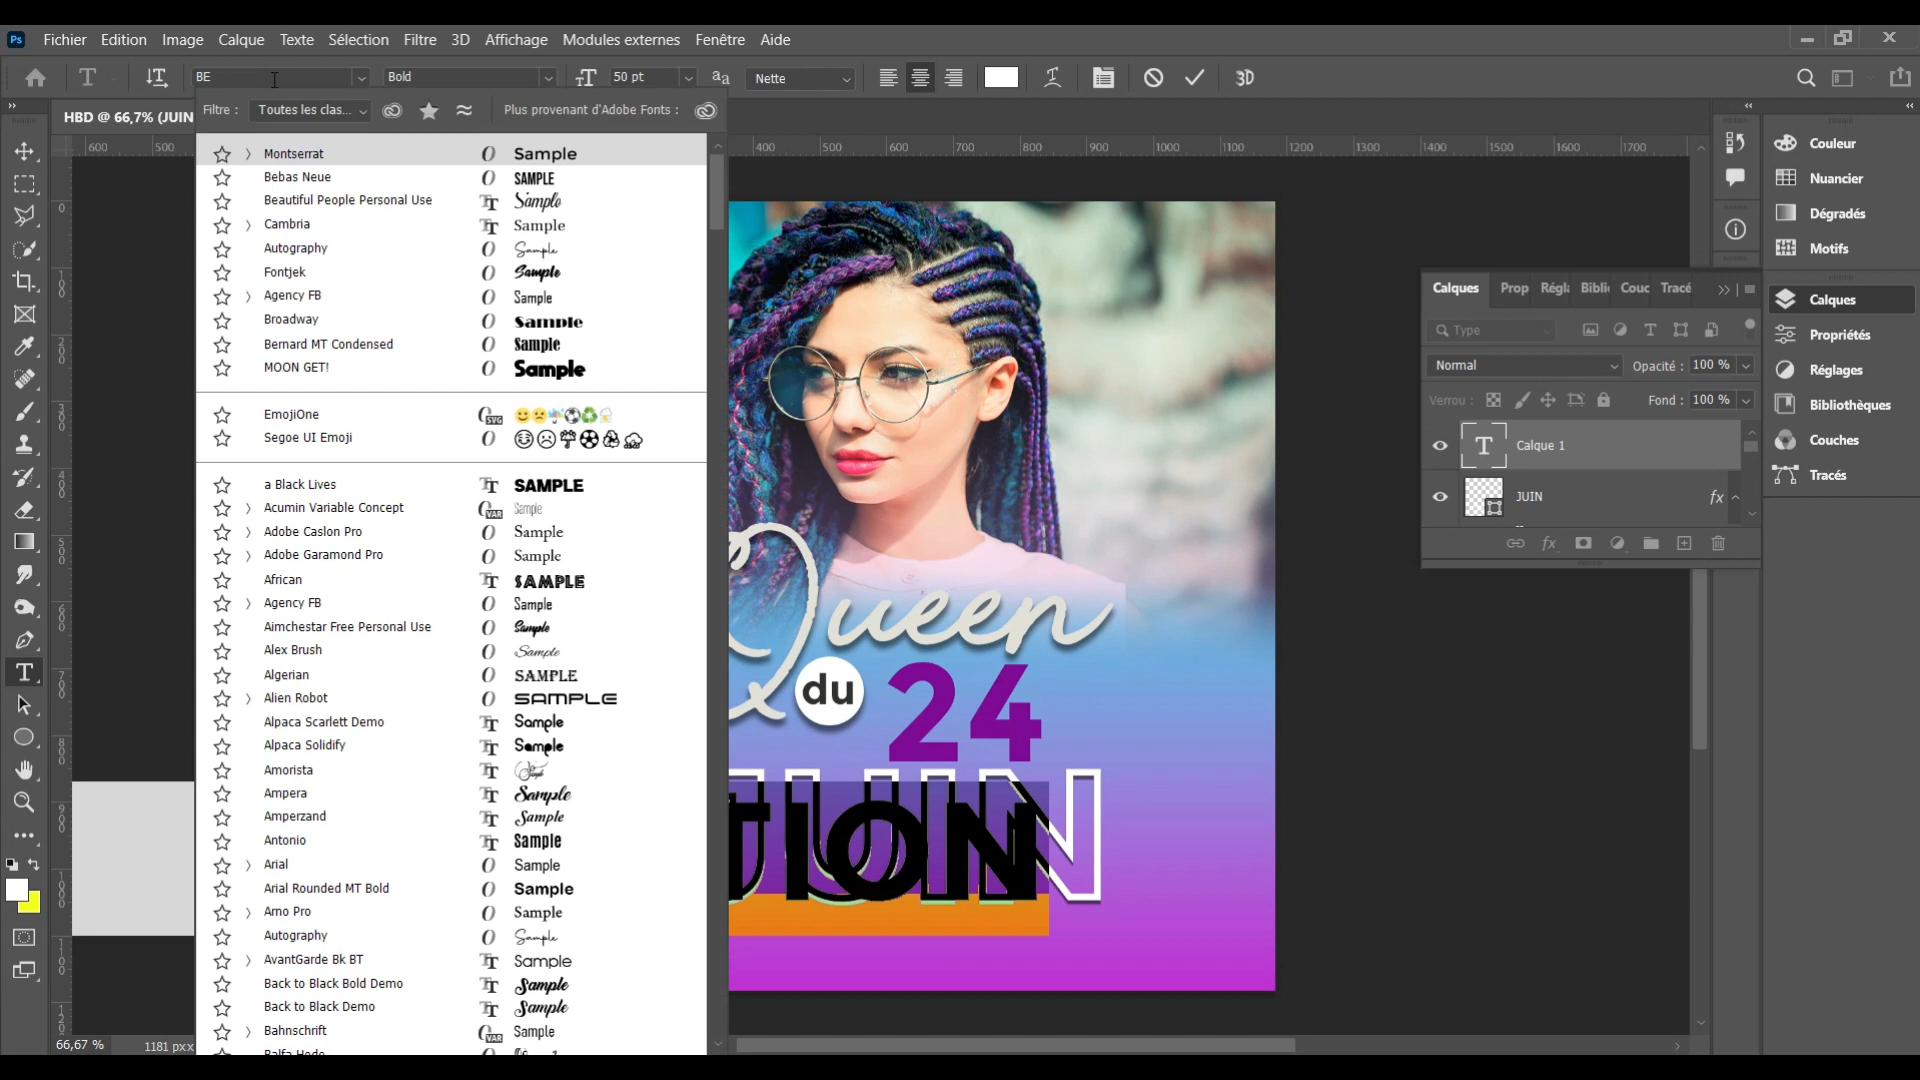 Ps Fichier Edition Image Calque Texte Sélection Filtre 3D Affichage Modules externes Fenêtre Aide
BE Bold 50 pt aa Nette 3D
Filtre : Toutes les clas... Plus provenant d'Adobe Fonts :
HBD @ 66,7% (JUIN
600 500 400 500 600 700 800 900 1000 1100 1200 1300 1400 1500 1600 1700
Montserrat Sample
Bebas Neue SAMPLE
Beautiful People Personal Use Sample
Cambria Sample
Autography Sample
Fontjek Sample
Agency FB Sample
Broadway Sample
Bernard MT Condensed Sample
MOON GET! Sample
EmojiOne
Segoe UI Emoji
a Black Lives SAMPLE
Acumin Variable Concept Sample
Adobe Caslon Pro Sample
Adobe Garamond Pro Sample
African SAMPLE
Agency FB Sample
Aimchestar Free Personal Use Sample
Alex Brush Sample
Algerian SAMPLE
Alien Robot SAMPLE
Alpaca Scarlett Demo Sample
Alpaca Solidify Sample
Amorista Sample
Ampera Sample
Amperzand Sample
Antonio Sample
Arial Sample
Arial Rounded MT Bold Sample
Arno Pro Sample
Autography Sample
AvantGarde Bk BT Sample
Back to Black Bold Demo Sample
Back to Black Demo Sample
Bahnschrift Sample
Queen
du 24
JUIN
Couleur
Nuancier
Dégradés
Motifs
Calques
Propriétés
Réglages
Bibliothèques
Couches
Tracés
Calques Prop Régl Bibli Couc Tracé
Type
Normal Opacité : 100 %
Verrou : Fond : 100 %
Calque 1
JUIN fx
fx
66,67 % 1181 px